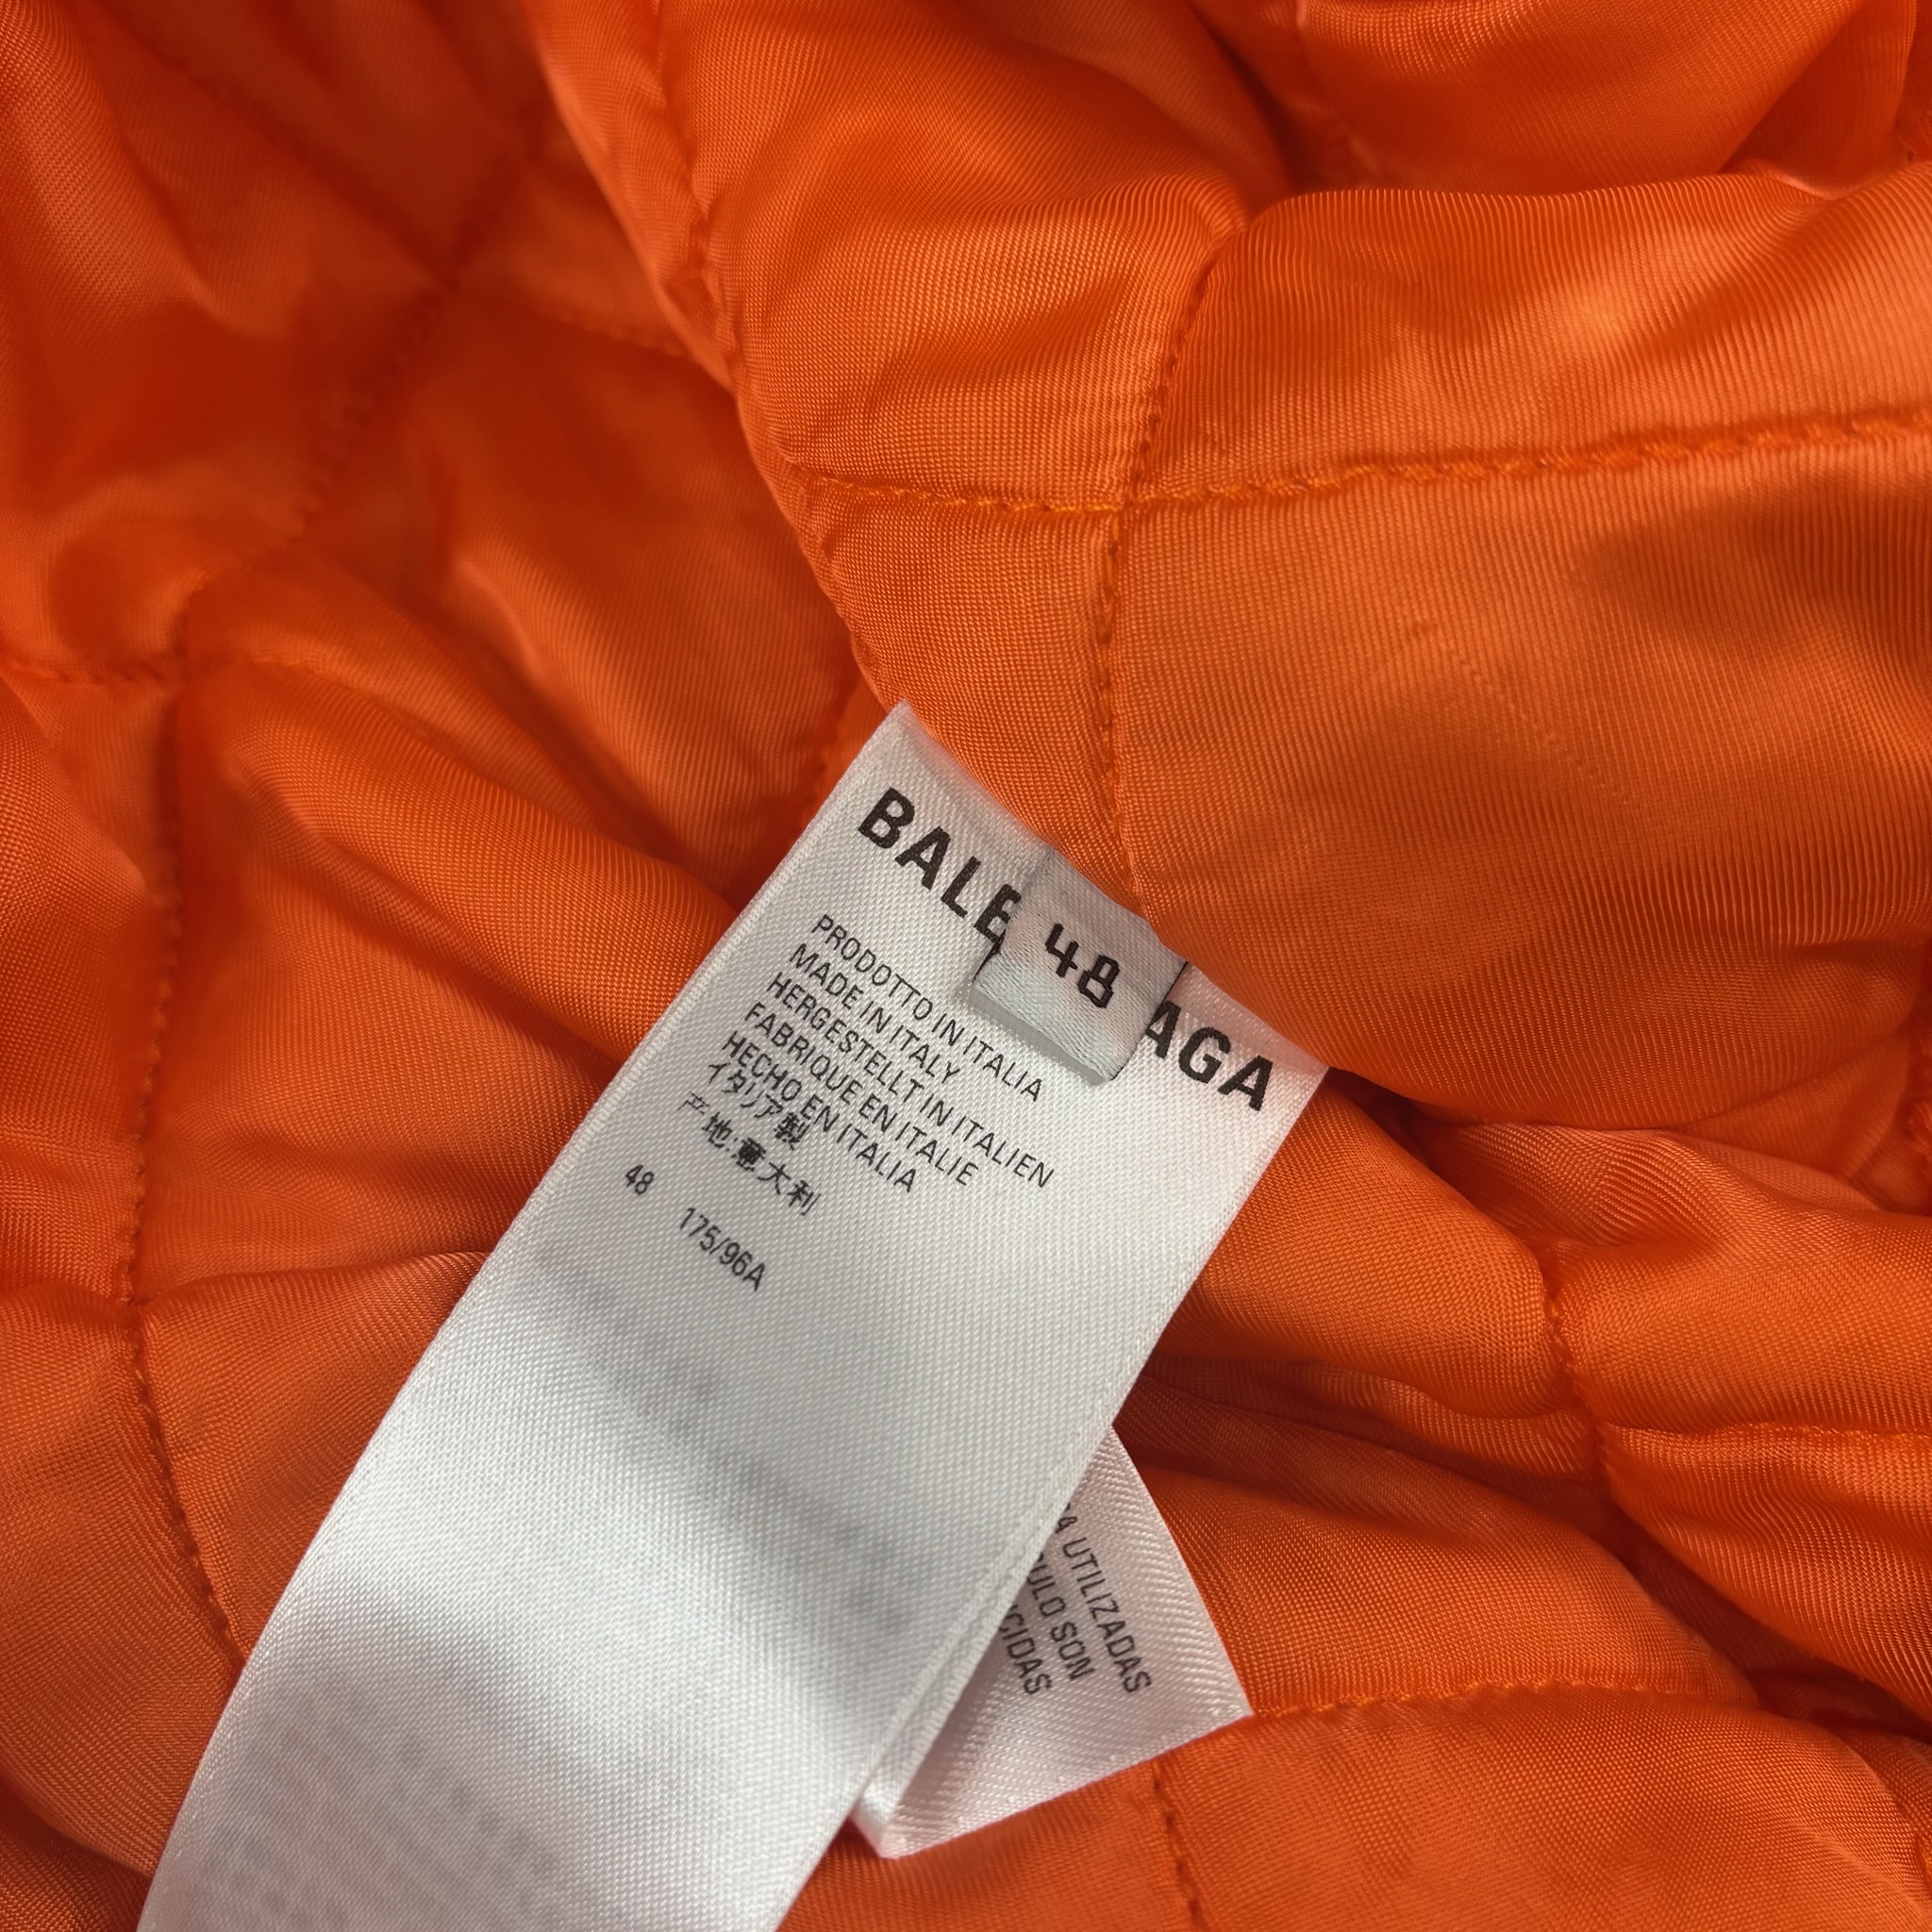 BALE AGA
48
PRODOTTO IN ITALIA
MADE IN ITALY
HERGESTELLT IN ITALIEN
FABRIQUE EN ITALIE
HECHO EN ITALIA
イタリア製
产地:意大利
48 175/96A
UTILIZADAS
SON